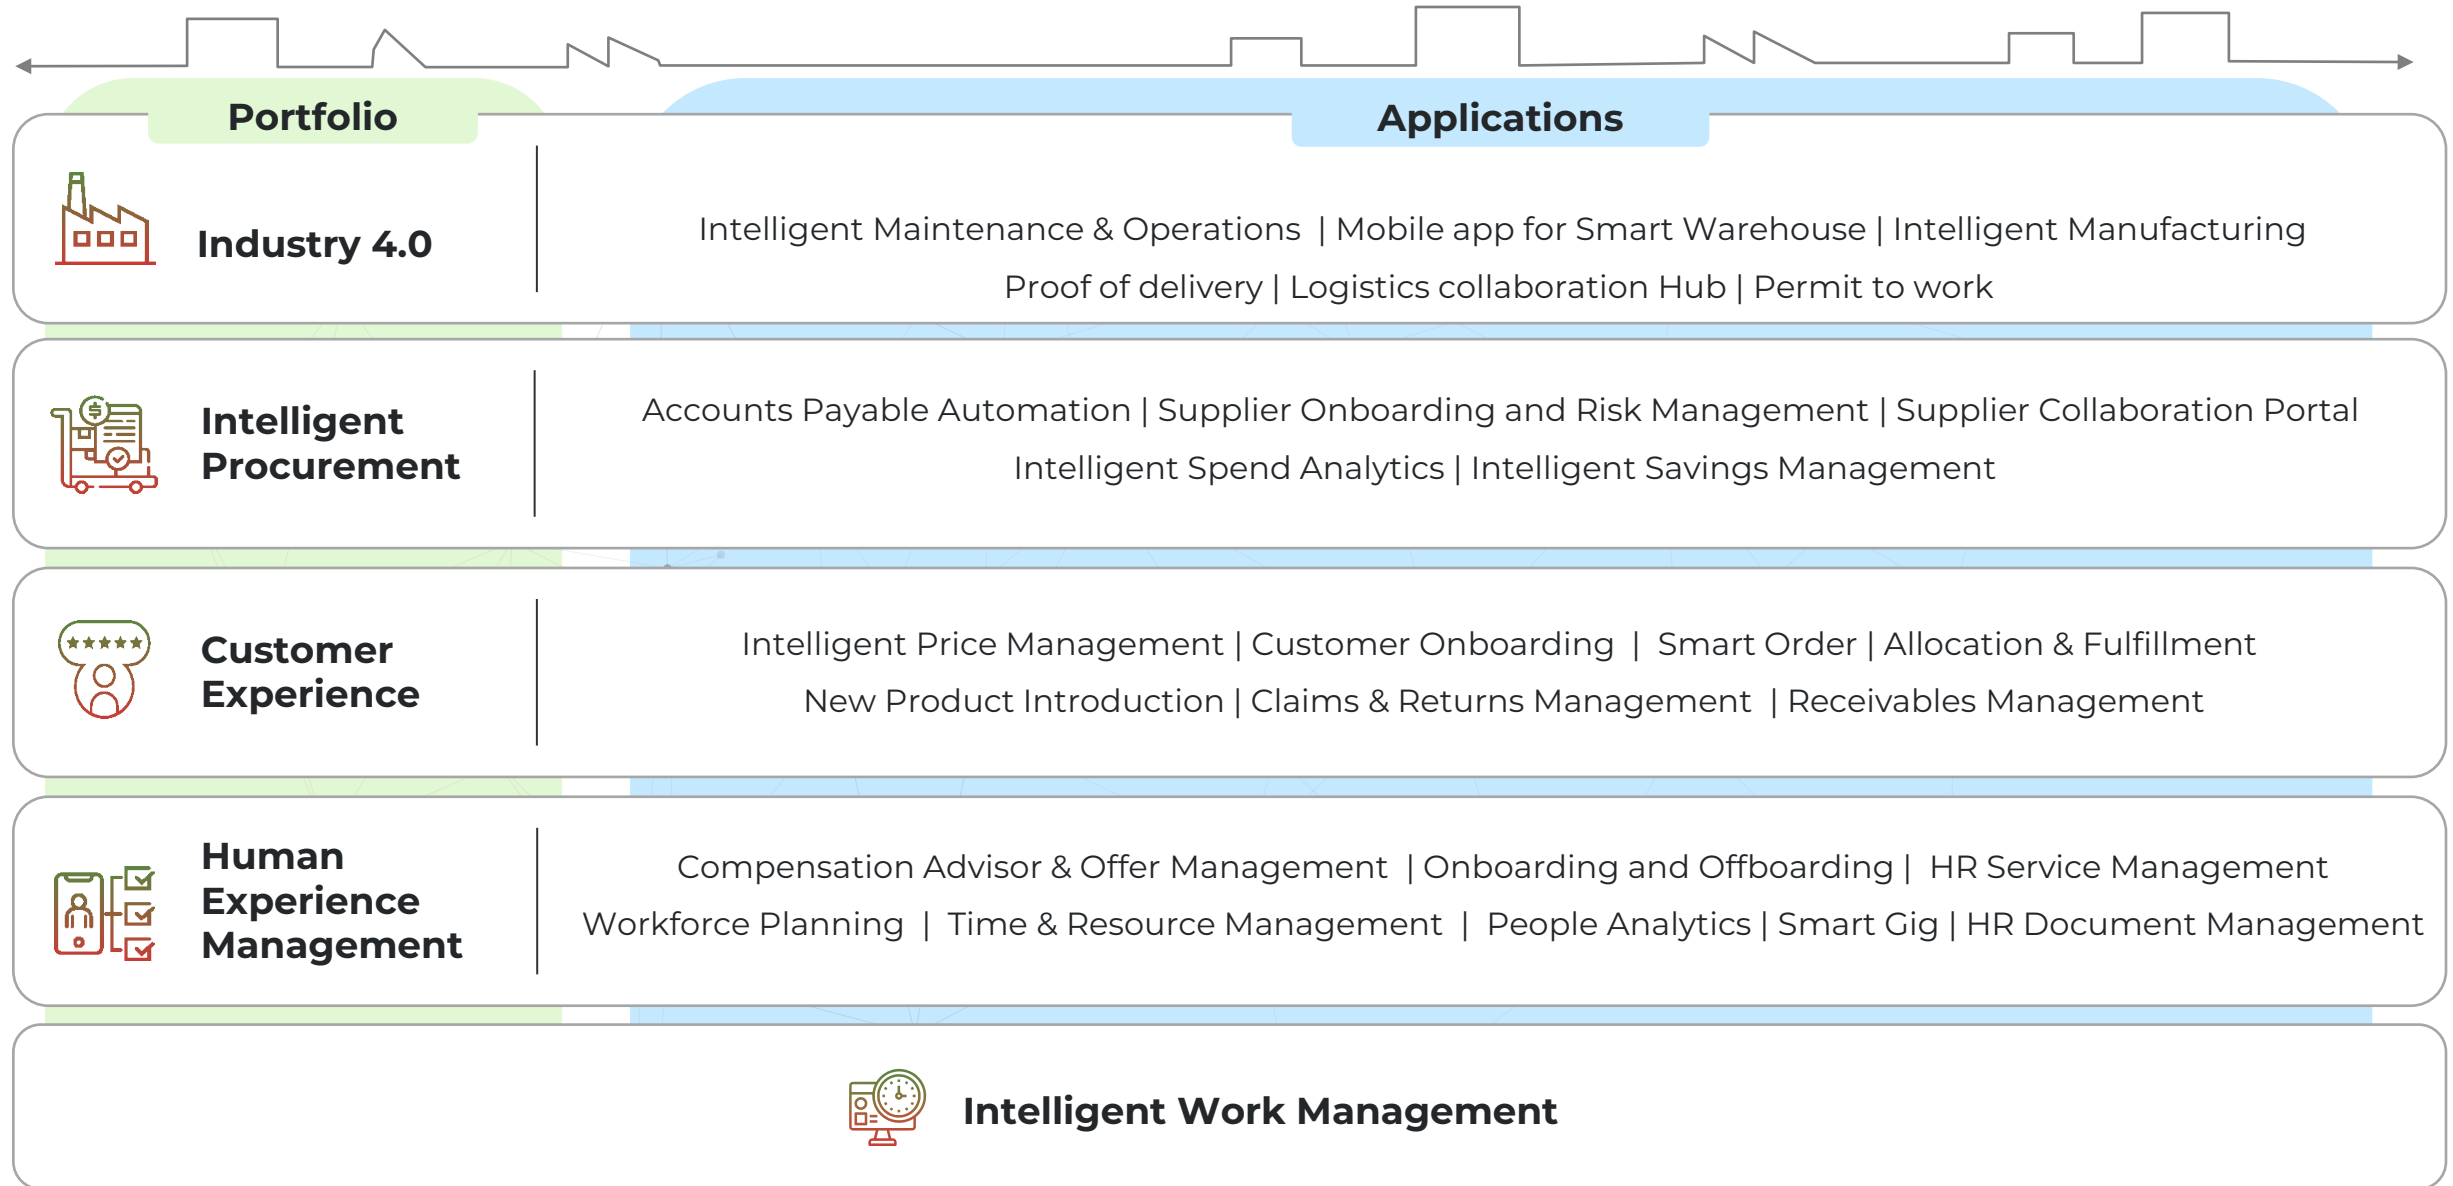 Portfolio
Applications
Industry 4.0
Intelligent Maintenance & Operations | Mobile app for Smart Warehouse | Intelligent Manufacturing
Proof of delivery | Logistics collaboration Hub | Permit to work
Intelligent
Procurement
Accounts Payable Automation | Supplier Onboarding and Risk Management | Supplier Collaboration Portal
Intelligent Spend Analytics | Intelligent Savings Management
Customer
Experience
Intelligent Price Management | Customer Onboarding | Smart Order | Allocation & Fulfillment
New Product Introduction | Claims & Returns Management | Receivables Management
Human
Experience
Management
Compensation Advisor & Offer Management | Onboarding and Offboarding | HR Service Management
Workforce Planning | Time & Resource Management | People Analytics | Smart Gig | HR Document Management
Intelligent Work Management